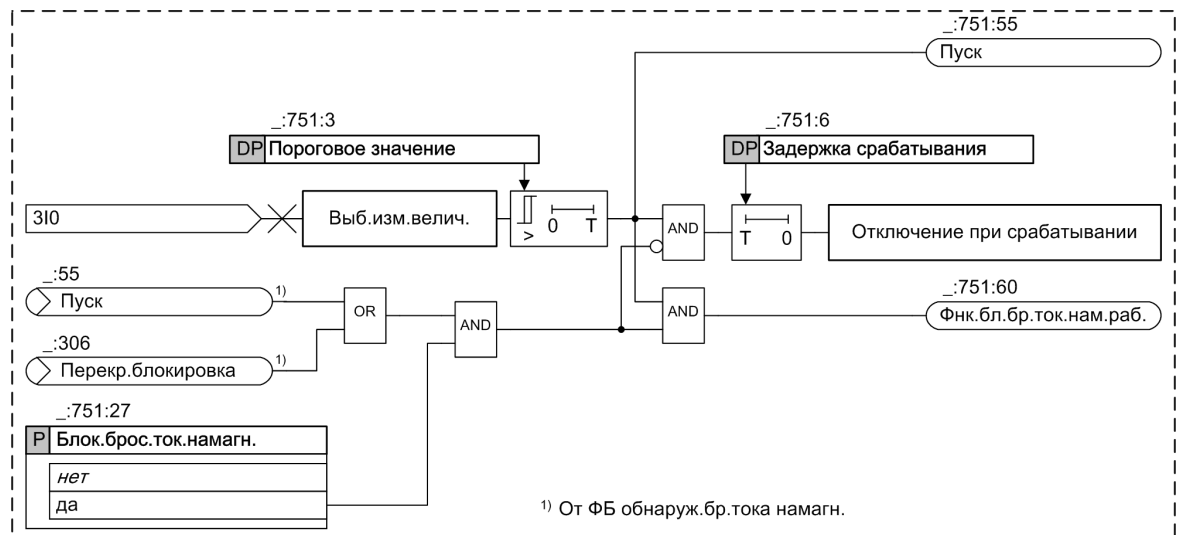 _:751:55
Пуск
_:751:3
DP Пороговое значение
_:751:6
DP Задержка срабатывания
3I0
Выб.изм.велич.
> 0 T
AND
T 0
Отключение при срабатывании
_:55
Пуск 1)
OR
AND
AND
_:751:60
Фнк.бл.бр.ток.нам.раб.
_:306
Перекр.блокировка 1)
_:751:27
P Блок.брос.ток.намагн.
нет
да
1) От ФБ обнаруж.бр.тока намагн.